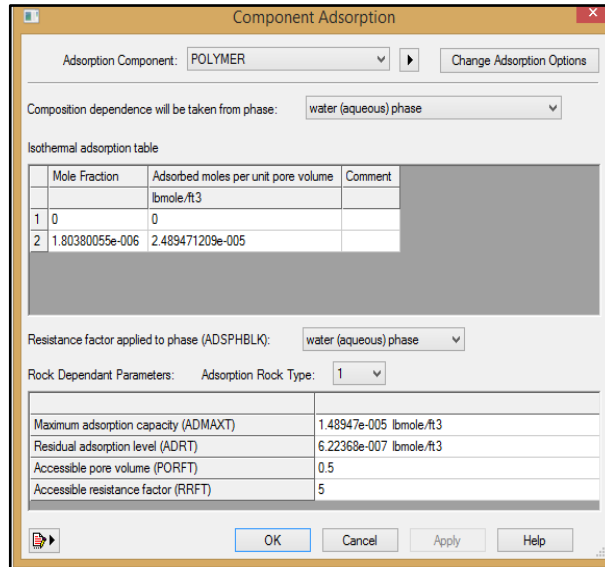 Component Adsorption
Adsorption Component: POLYMER Change Adsorption Options
Composition dependence will be taken from phase: water (aqueous) phase
Isothermal adsorption table
Mole Fraction Adsorbed moles per unit pore volume Comment
lbmole/ft3
1 0 0
2 1.80380055e-006 2.489471209e-005
Resistance factor applied to phase (ADSPHBLK): water (aqueous) phase
Rock Dependant Parameters: Adsorption Rock Type: 1
Maximum adsorption capacity (ADMAXT) 1.48947e-005 lbmole/ft3
Residual adsorption level (ADRT) 6.22368e-007 lbmole/ft3
Accessible pore volume (PORFT) 0.5
Accessible resistance factor (RRFT) 5
OK Cancel Apply Help